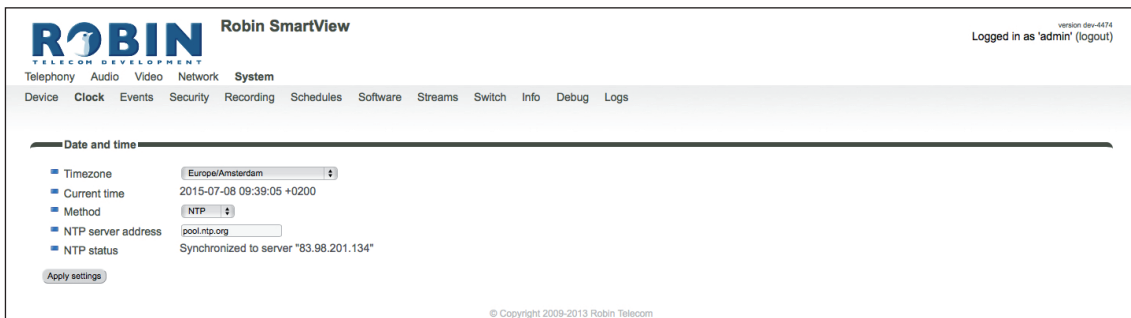 ROBIN
TELECOM DEVELOPMENT
Robin SmartView
version dev-4474
Logged in as 'admin' (logout)
Telephony Audio Video Network System
Device Clock Events Security Recording Schedules Software Streams Switch Info Debug Logs
Date and time
Timezone Europe/Amsterdam
Current time 2015-07-08 09:39:05 +0200
Method NTP
NTP server address pool.ntp.org
NTP status Synchronized to server "83.98.201.134"
Apply settings
© Copyright 2009-2013 Robin Telecom